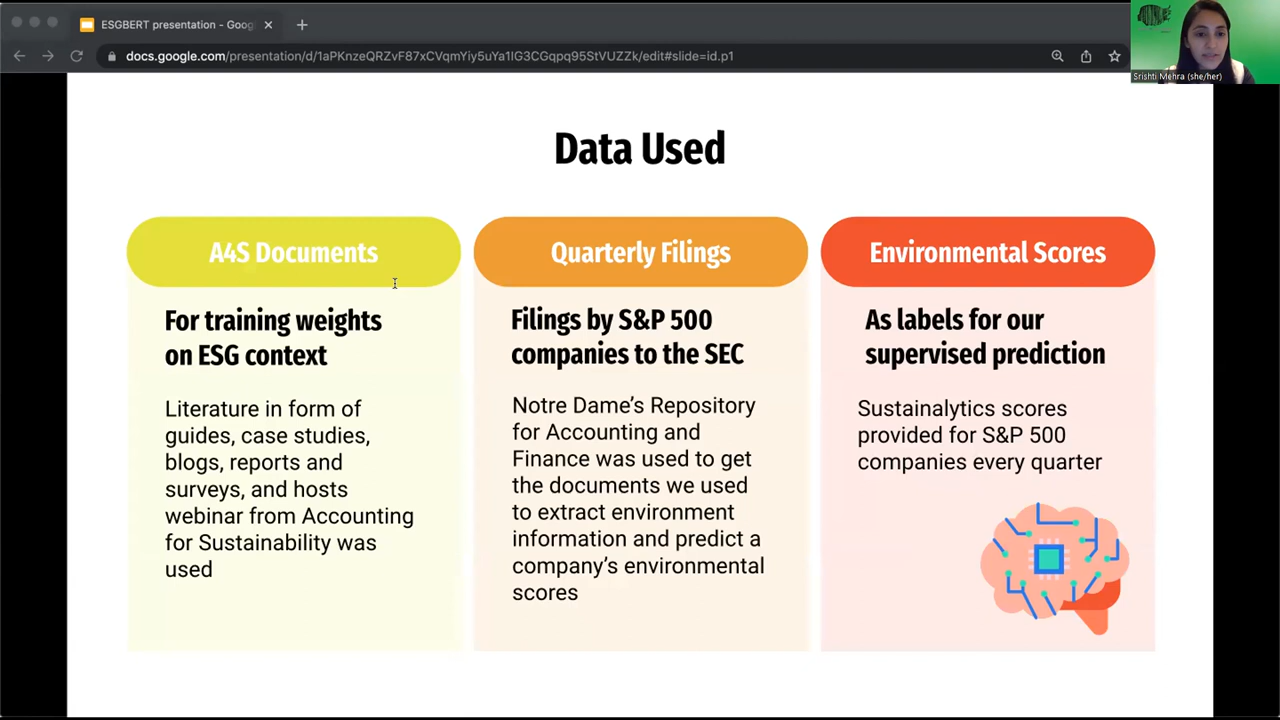 ESGBERT presentation - Goog
docs.google.com/presentation/d/1aPKnzeQRZvF87xCVqmYiy5uYa1lG3CGqpq95StVUZZk/edit#slide=id.p1
Srishti Mehra (she/her)
Data Used
A4S Documents
For training weights
on ESG context
Literature in form of
guides, case studies,
blogs, reports and
surveys, and hosts
webinar from Accounting
for Sustainability was
used
Quarterly Filings
Filings by S&P 500
companies to the SEC
Notre Dame's Repository
for Accounting and
Finance was used to get
the documents we used
to extract environment
information and predict a
company's environmental
scores
Environmental Scores
As labels for our
supervised prediction
Sustainalytics scores
provided for S&P 500
companies every quarter